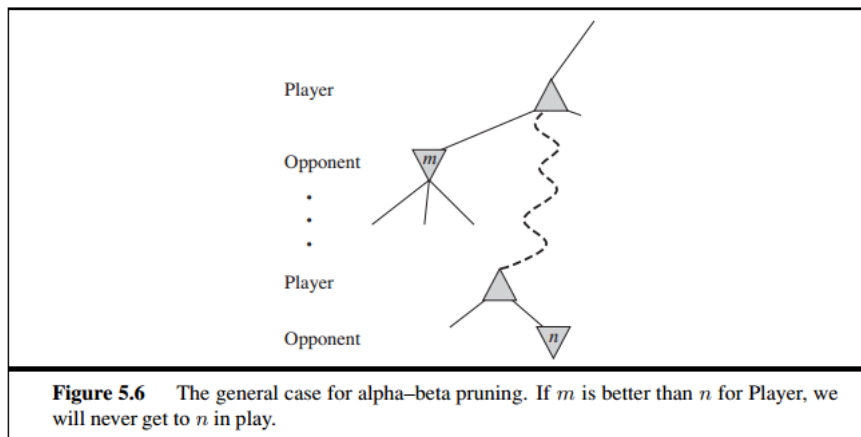 Player
Opponent
m
Player
Opponent
n
Figure 5.6 The general case for alpha–beta pruning. If m is better than n for Player, we
will never get to n in play.